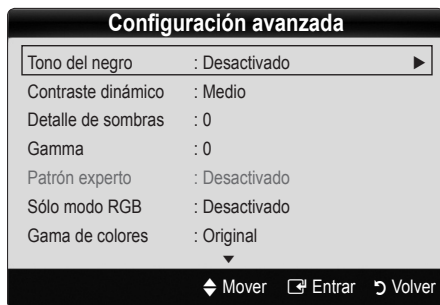 Configuración avanzada
Tono del negro : Desactivado ▶
Contraste dinámico : Medio
Detalle de sombras : 0
Gamma : 0
Patrón experto : Desactivado
Sólo modo RGB : Desactivado
Gama de colores : Original
▼
Mover Entrar Volver